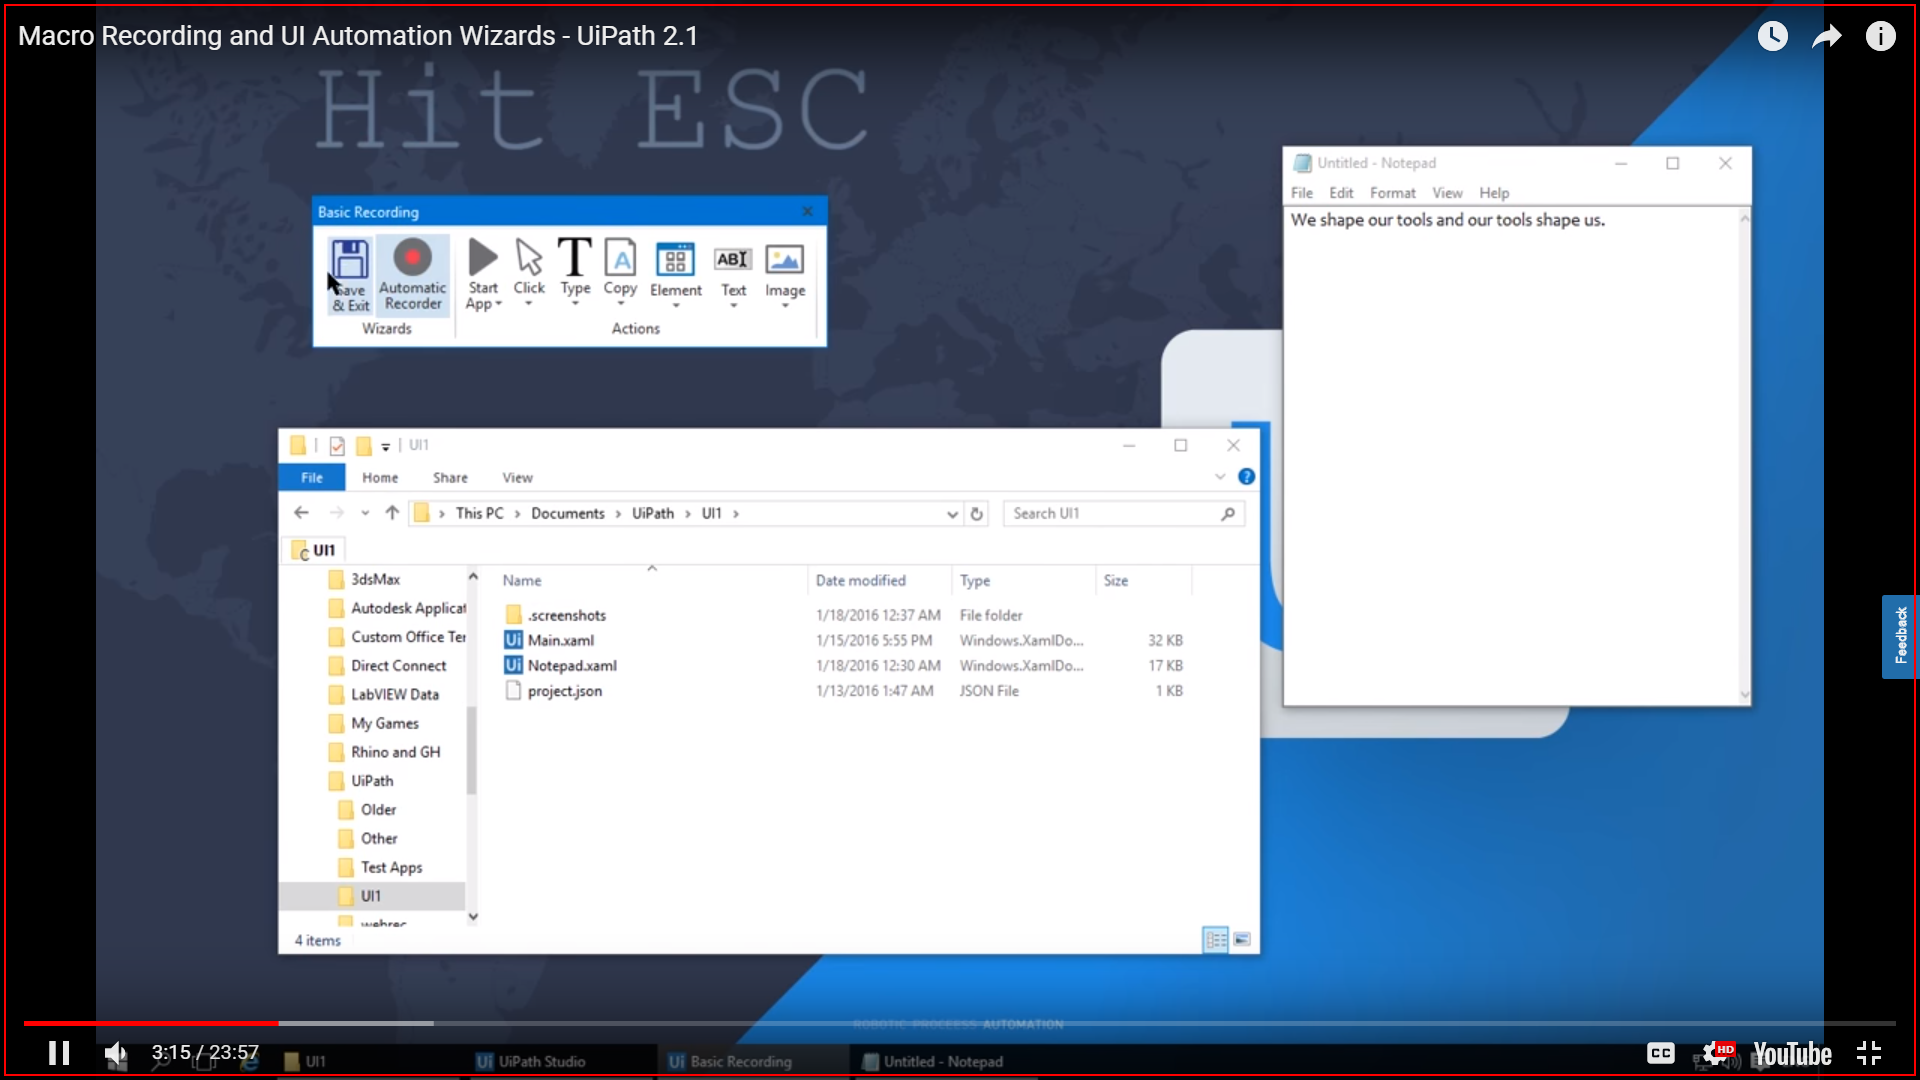 Macro Recording and UI Automation Wizards - UiPath 2.1
Hit ESC
Untitled - Notepad
File Edit Format View Help
We shape our tools and our tools shape us.
Basic Recording
Save & Exit
Automatic Recorder
Start App
Click
Type
Copy
Element
Text
Image
Wizards
Actions
UI1
File Home Share View
This PC > Documents > UiPath > UI1 >
Search UI1
UI1
Name Date modified Type Size
.screenshots 1/18/2016 12:37 AM File folder
Main.xaml 1/15/2016 5:55 PM Windows.XamlDo... 32 KB
Notepad.xaml 1/18/2016 12:30 AM Windows.XamlDo... 17 KB
project.json 1/13/2016 1:47 AM JSON File 1 KB
3dsMax
Autodesk Applicat
Custom Office Ter
Direct Connect
LabVIEW Data
My Games
Rhino and GH
UiPath
Older
Other
Test Apps
UI1
webrec
4 items
Feedback
ROBOTIC PROCEESS AUTOMATION
3:15 / 23:57
UI1
UiPath Studio
Basic Recording
Untitled - Notepad
CC
HD
YouTube